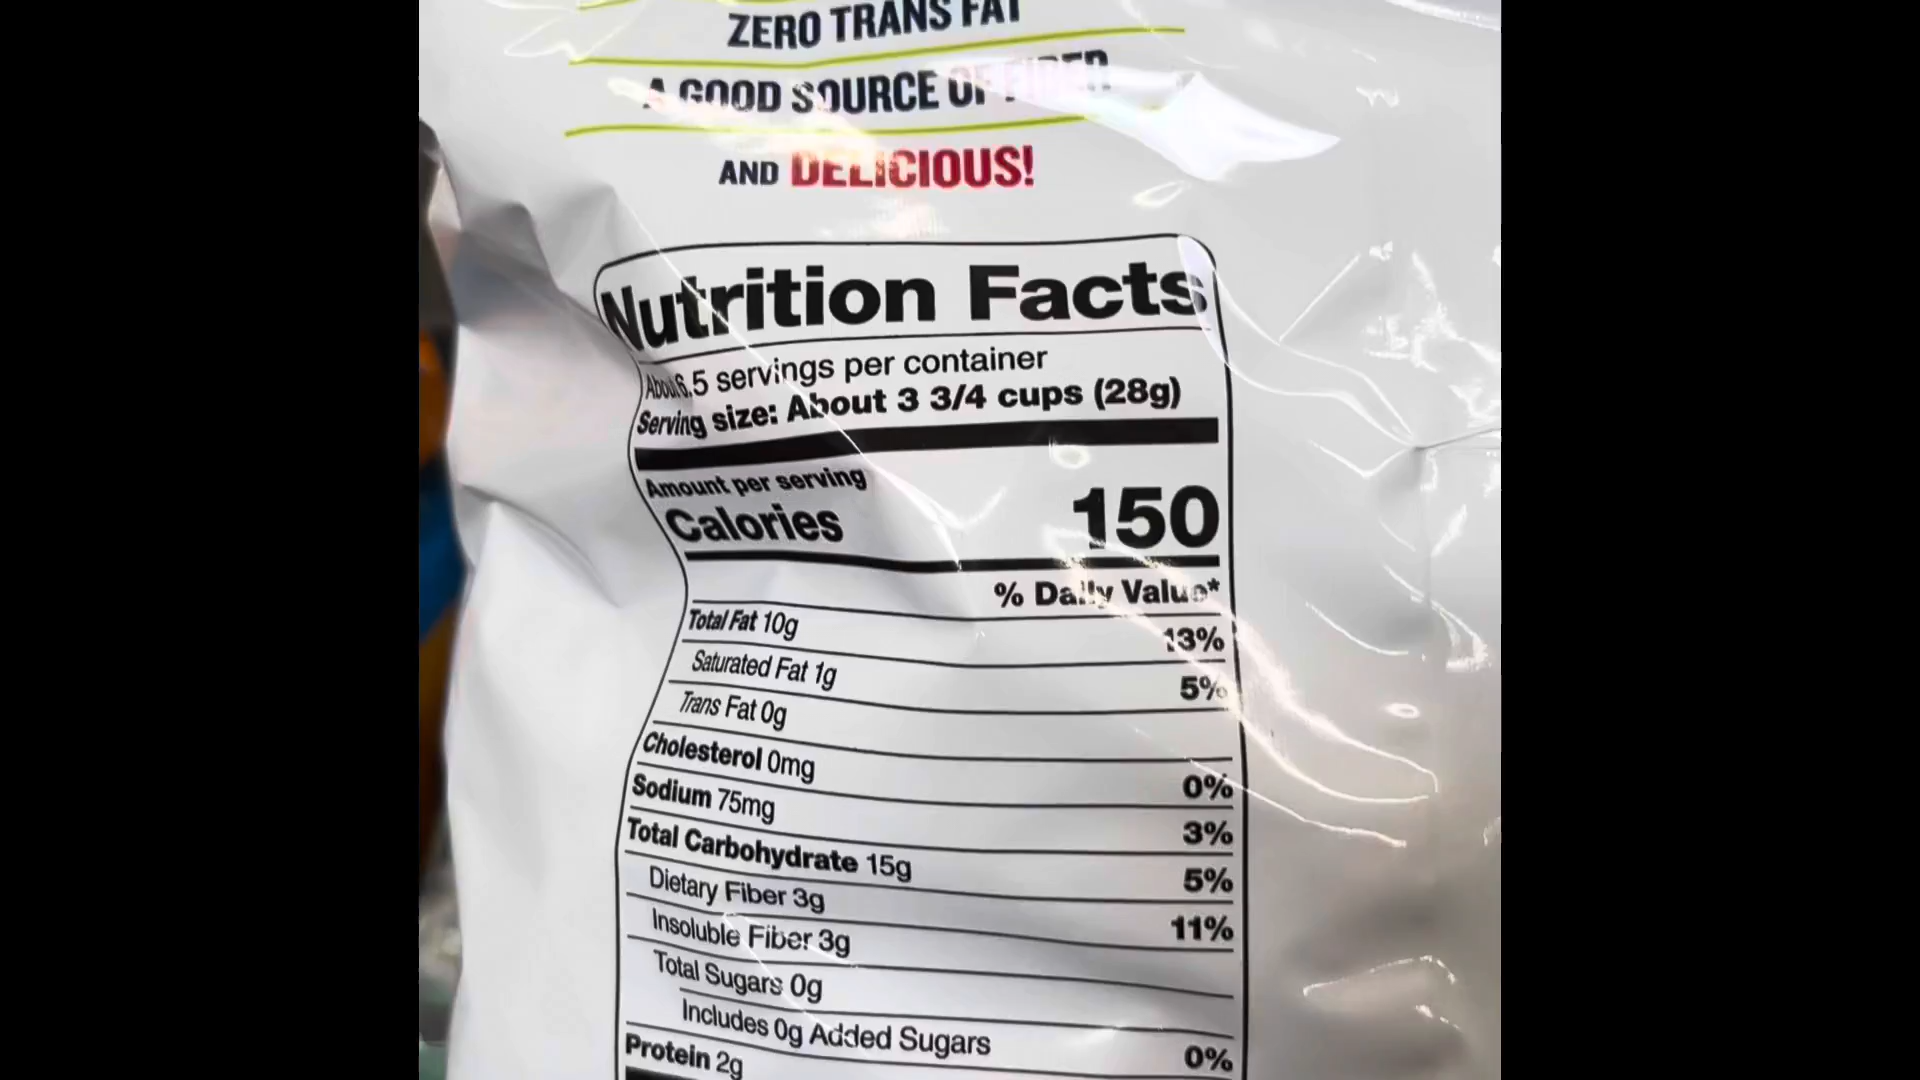 ZERO TRANS FAT
A GOOD SOURCE OF FIBER
AND DELICIOUS!
Nutrition Facts
About 6.5 servings per container
Serving size: About 3 3/4 cups (28g)
Amount per serving
Calories 150
% Daily Value*
Total Fat 10g 13%
Saturated Fat 1g 5%
Trans Fat 0g
Cholesterol 0mg 0%
Sodium 75mg 3%
Total Carbohydrate 15g 5%
Dietary Fiber 3g 11%
Insoluble Fiber 3g
Total Sugars 0g
Includes 0g Added Sugars 0%
Protein 2g